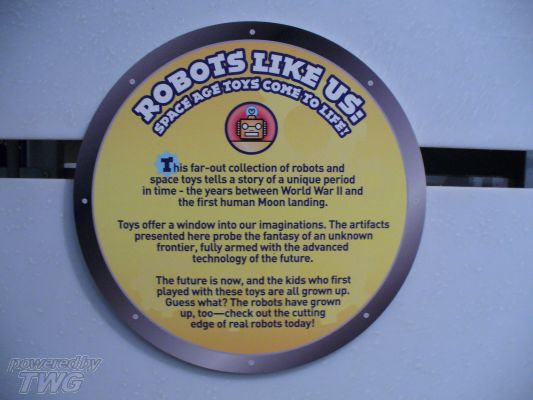 ROBOTS LIKE US:
SPACE AGE TOYS COME TO LIFE!
This far-out collection of robots and
space toys tells a story of a unique period
in time - the years between World War II and
the first human Moon landing.
Toys offer a window into our imaginations. The artifacts
presented here probe the fantasy of an unknown
frontier, fully armed with the advanced
technology of the future.
The future is now, and the kids who first
played with these toys are all grown up.
Guess what? The robots have grown
up, too—check out the cutting
edge of real robots today!
powered by
TWG